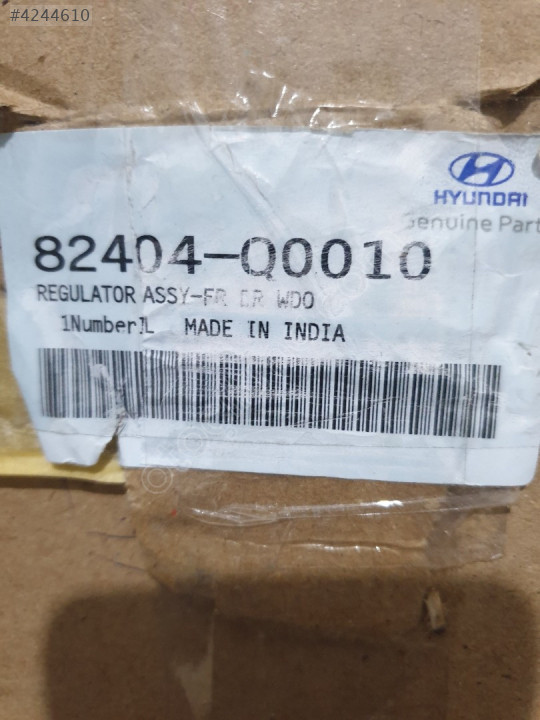 #4244610
HYUNDAI
Genuine Part
82404-Q0010
REGULATOR ASSY-FR DR WDO
1Number1L MADE IN INDIA